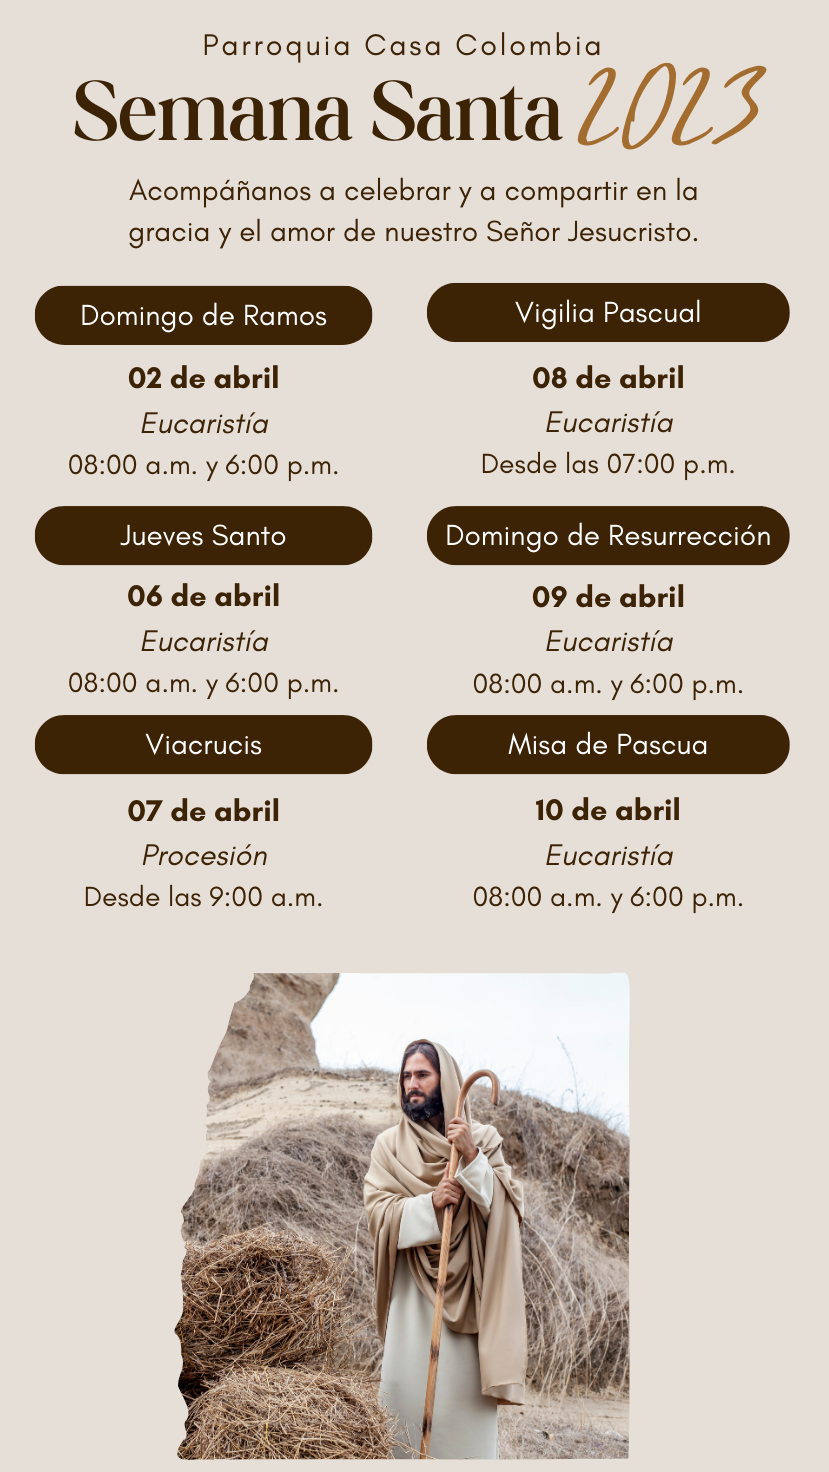 Parroquia Casa Colombia
Semana Santa 2023
Acompáñanos a celebrar y a compartir en la
gracia y el amor de nuestro Señor Jesucristo.
Domingo de Ramos
02 de abril
Eucaristía
08:00 a.m. y 6:00 p.m.
Jueves Santo
06 de abril
Eucaristía
08:00 a.m. y 6:00 p.m.
Viacrucis
07 de abril
Procesión
Desde las 9:00 a.m.
Vigilia Pascual
08 de abril
Eucaristía
Desde las 07:00 p.m.
Domingo de Resurrección
09 de abril
Eucaristía
08:00 a.m. y 6:00 p.m.
Misa de Pascua
10 de abril
Eucaristía
08:00 a.m. y 6:00 p.m.